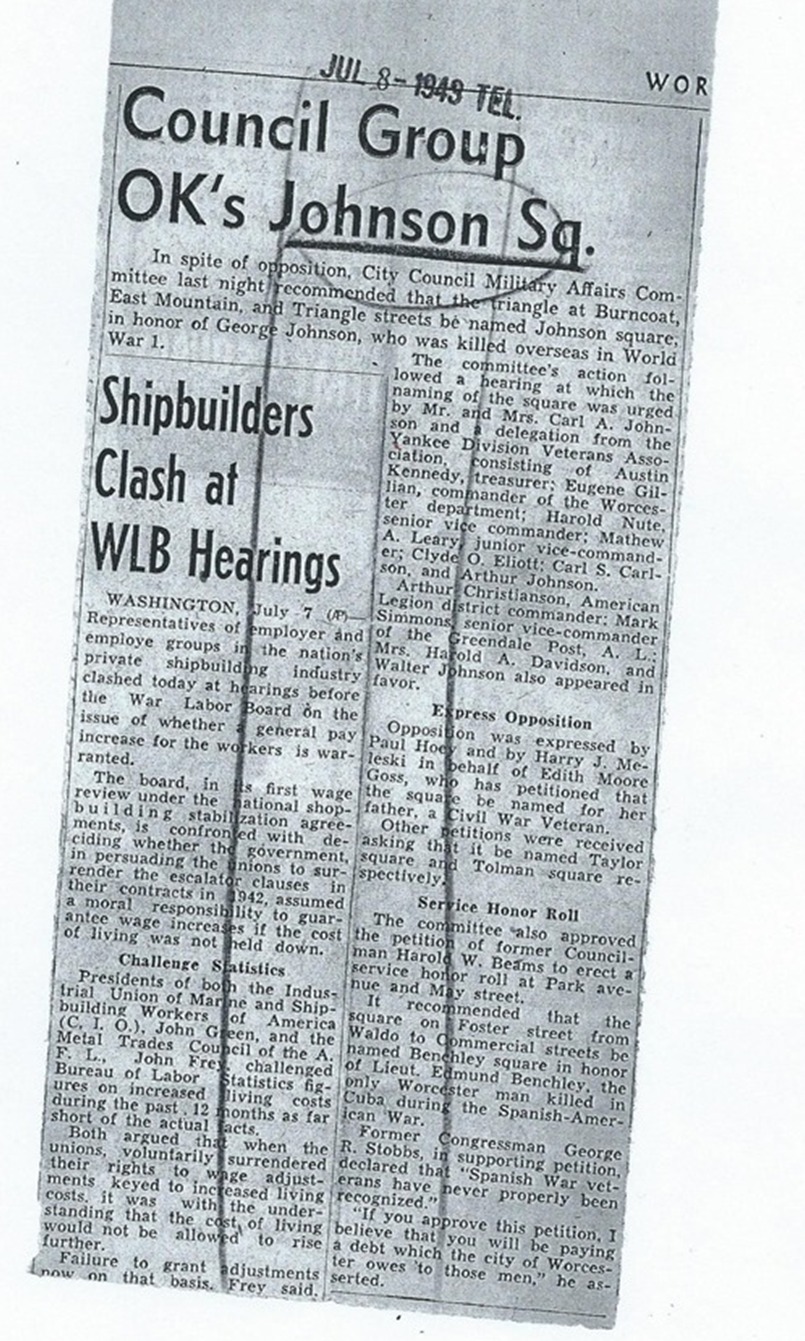 JUL 8-1943 TEL.
WOR
Council Group
OK's Johnson Sq.
In spite of opposition, City Council Military Affairs Com-
mittee last night recommended that the triangle at Burncoat,
East Mountain, and Triangle streets be named Johnson square,
in honor of George Johnson, who was killed overseas in World
War 1.
The committee's action fol-
lowed a hearing at which the
naming of the square was urged
by Mr. and Mrs. Carl A. John-
son and a delegation from the
Yankee Division Veterans Asso-
ciation, consisting of Austin
Kennedy, treasurer; Eugene Gil-
lian, commander of the Worces-
ter department; Harold Nute,
senior vice commander; Mathew
A. Leary, junior vice-command-
er; Clyde O. Eliott; Carl S. Carl-
son, and Arthur Johnson.
Arthur Christianson, American
Legion district commander; Mark
Simmons, senior vice-commander
of the Greendale Post, A. L.;
Mrs. Harold A. Davidson, and
Walter Johnson also appeared in
favor.
Express Opposition
Opposition was expressed by
Paul Hoey and by Harry J. Me-
leski in behalf of Edith Moore
Goss, who has petitioned that
the square be named for her
father, a Civil War Veteran.
Other petitions were received
asking that it be named Taylor
square and Tolman square re-
spectively.
Service Honor Roll
The committee also approved
the petition of former Council-
man Harold W. Beams to erect a
service honor roll at Park ave-
nue and May street.
It recommended that the
square on Foster street from
Waldo to Commercial streets be
named Benchley square in honor
of Lieut. Edmund Benchley, the
only Worcester man killed in
Cuba during the Spanish-Amer-
ican War.
Former Congressman George
R. Stobbs, in supporting petition,
declared that "Spanish War vet-
erans have never properly been
recognized."
"If you approve this petition, I
believe that you will be paying
a debt which the city of Worces-
ter owes to those men," he as-
serted.
Shipbuilders
Clash at
WLB Hearings
WASHINGTON, July 7 (AP)—
Representatives of employer and
employe groups in the nation's
private shipbuilding industry
clashed today at hearings before
the War Labor Board on the
issue of whether a general pay
increase for the workers is war-
ranted.
The board, in its first wage
review under the national shop-
building stabilization agree-
ments, is confronted with de-
ciding whether the government,
in persuading the unions to sur-
render the escalator clauses in
their contracts in 1942, assumed
a moral responsibility to guar-
antee wage increases if the cost
of living was not held down.
Challenge Statistics
Presidents of both the Indus-
trial Union of Marine and Ship-
building Workers of America
(C. I. O.), John Green, and the
Metal Trades Council of the A.
F. L., John Frey, challenged
Bureau of Labor Statistics fig-
ures on increased living costs
during the past 12 months as far
short of the actual facts.
Both argued that when the
unions, voluntarily surrendered
their rights to wage adjust-
ments keyed to increased living
costs, it was with the under-
standing that the cost of living
would not be allowed to rise
further.
Failure to grant adjustments
now on that basis, Frey said.